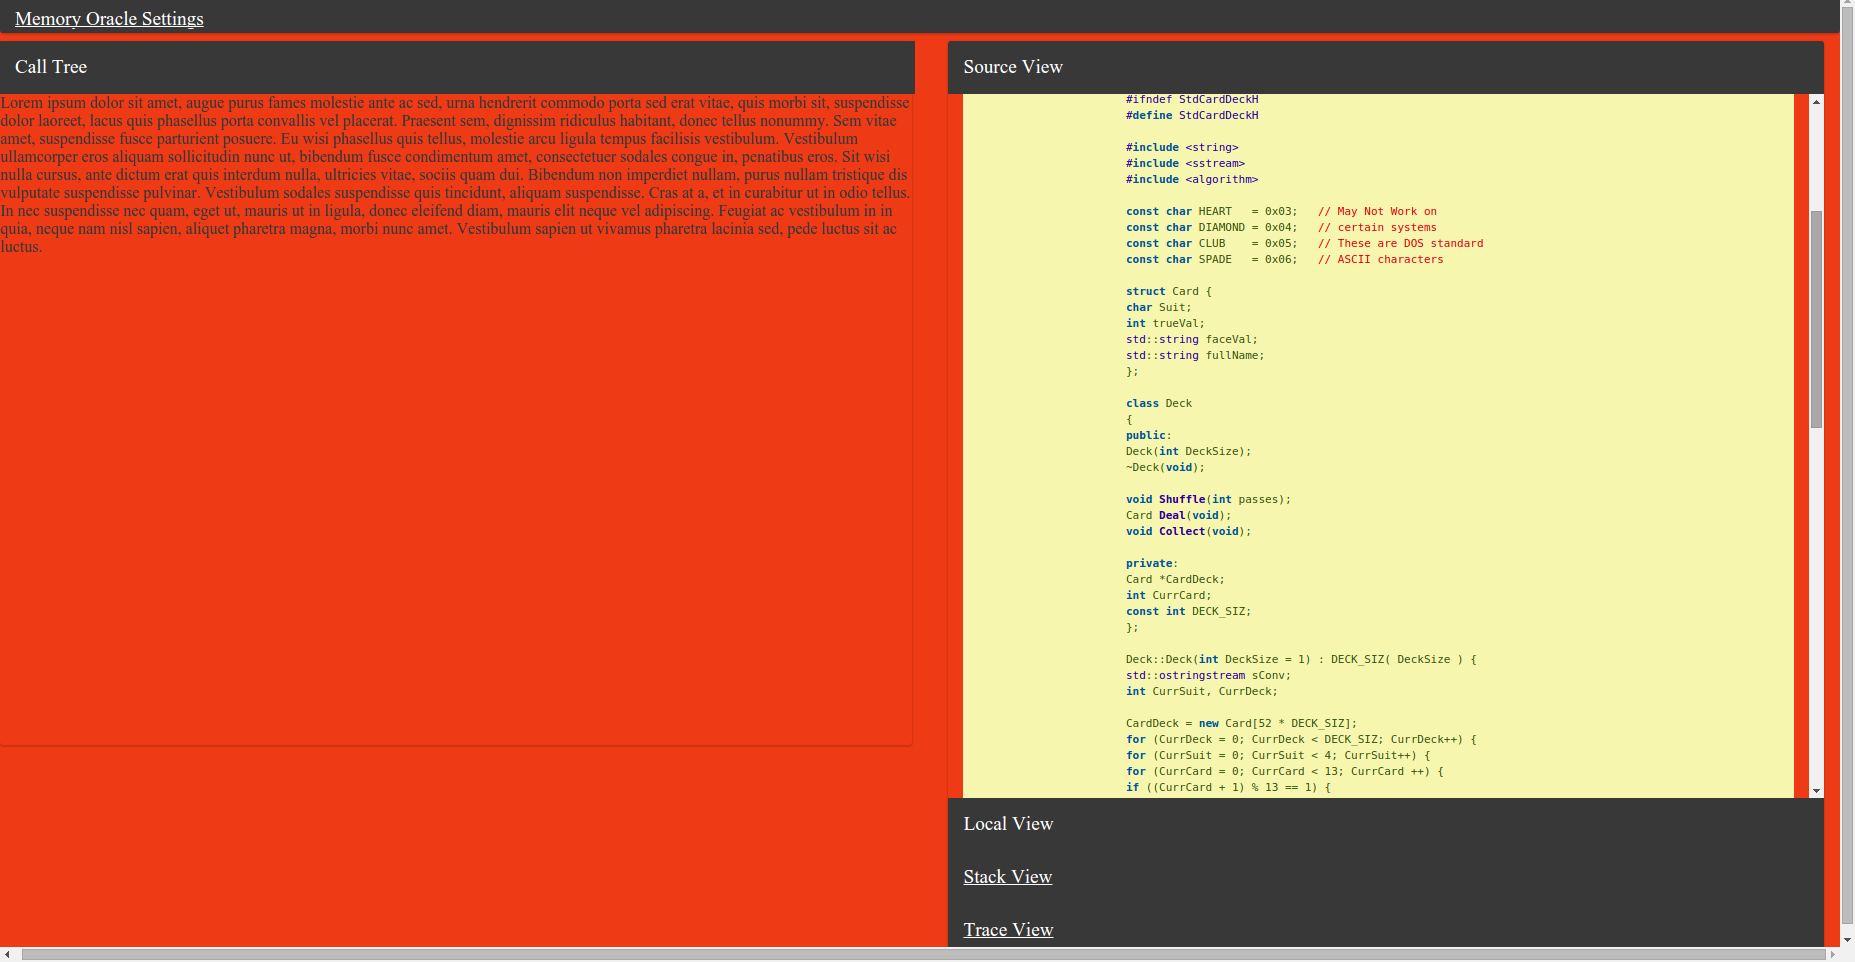 Memory Oracle Settings
Call Tree
Lorem ipsum dolor sit amet, augue purus fames molestie ante ac sed, urna hendrerit commodo porta sed erat vitae, quis morbi sit, suspendisse
dolor laoreet, lacus quis phasellus porta convallis vel placerat. Praesent sem, dignissim ridiculus habitant, donec tellus nonummy. Sem vitae
amet, suspendisse fusce parturient posuere. Eu wisi phasellus quis tellus, molestie arcu ligula tempus facilisis vestibulum. Vestibulum
ullamcorper eros aliquam sollicitudin nunc ut, bibendum fusce condimentum amet, consectetuer sodales congue in, penatibus eros. Sit wisi
nulla cursus, ante dictum erat quis interdum nulla, ultricies vitae, sociis quam dui. Bibendum non imperdiet nullam, purus nullam tristique dis
vulputate suspendisse pulvinar. Vestibulum sodales suspendisse quis tincidunt, aliquam suspendisse. Cras at a, et in curabitur ut in odio tellus.
In nec suspendisse nec quam, eget ut, mauris ut in ligula, donec eleifend diam, mauris elit neque vel adipiscing. Feugiat ac vestibulum in in
quia, neque nam nisl sapien, aliquet pharetra magna, morbi nunc amet. Vestibulum sapien ut vivamus pharetra lacinia sed, pede luctus sit ac
luctus.
Source View
#ifndef StdCardDeckH
#define StdCardDeckH
#include <string>
#include <sstream>
#include <algorithm>
const char HEART   = 0x03;   // May Not Work on
const char DIAMOND = 0x04;   // certain systems
const char CLUB    = 0x05;   // These are DOS standard
const char SPADE   = 0x06;   // ASCII characters
struct Card {
char Suit;
int trueVal;
std::string faceVal;
std::string fullName;
};
class Deck
{
public:
Deck(int DeckSize);
~Deck(void);
void Shuffle(int passes);
Card Deal(void);
void Collect(void);
private:
Card *CardDeck;
int CurrCard;
const int DECK_SIZ;
};
Deck::Deck(int DeckSize = 1) : DECK_SIZ( DeckSize ) {
std::ostringstream sConv;
int CurrSuit, CurrDeck;
CardDeck = new Card[52 * DECK_SIZ];
for (CurrDeck = 0; CurrDeck < DECK_SIZ; CurrDeck++) {
for (CurrSuit = 0; CurrSuit < 4; CurrSuit++) {
for (CurrCard = 0; CurrCard < 13; CurrCard ++) {
if ((CurrCard + 1) % 13 == 1) {
Local View
Stack View
Trace View